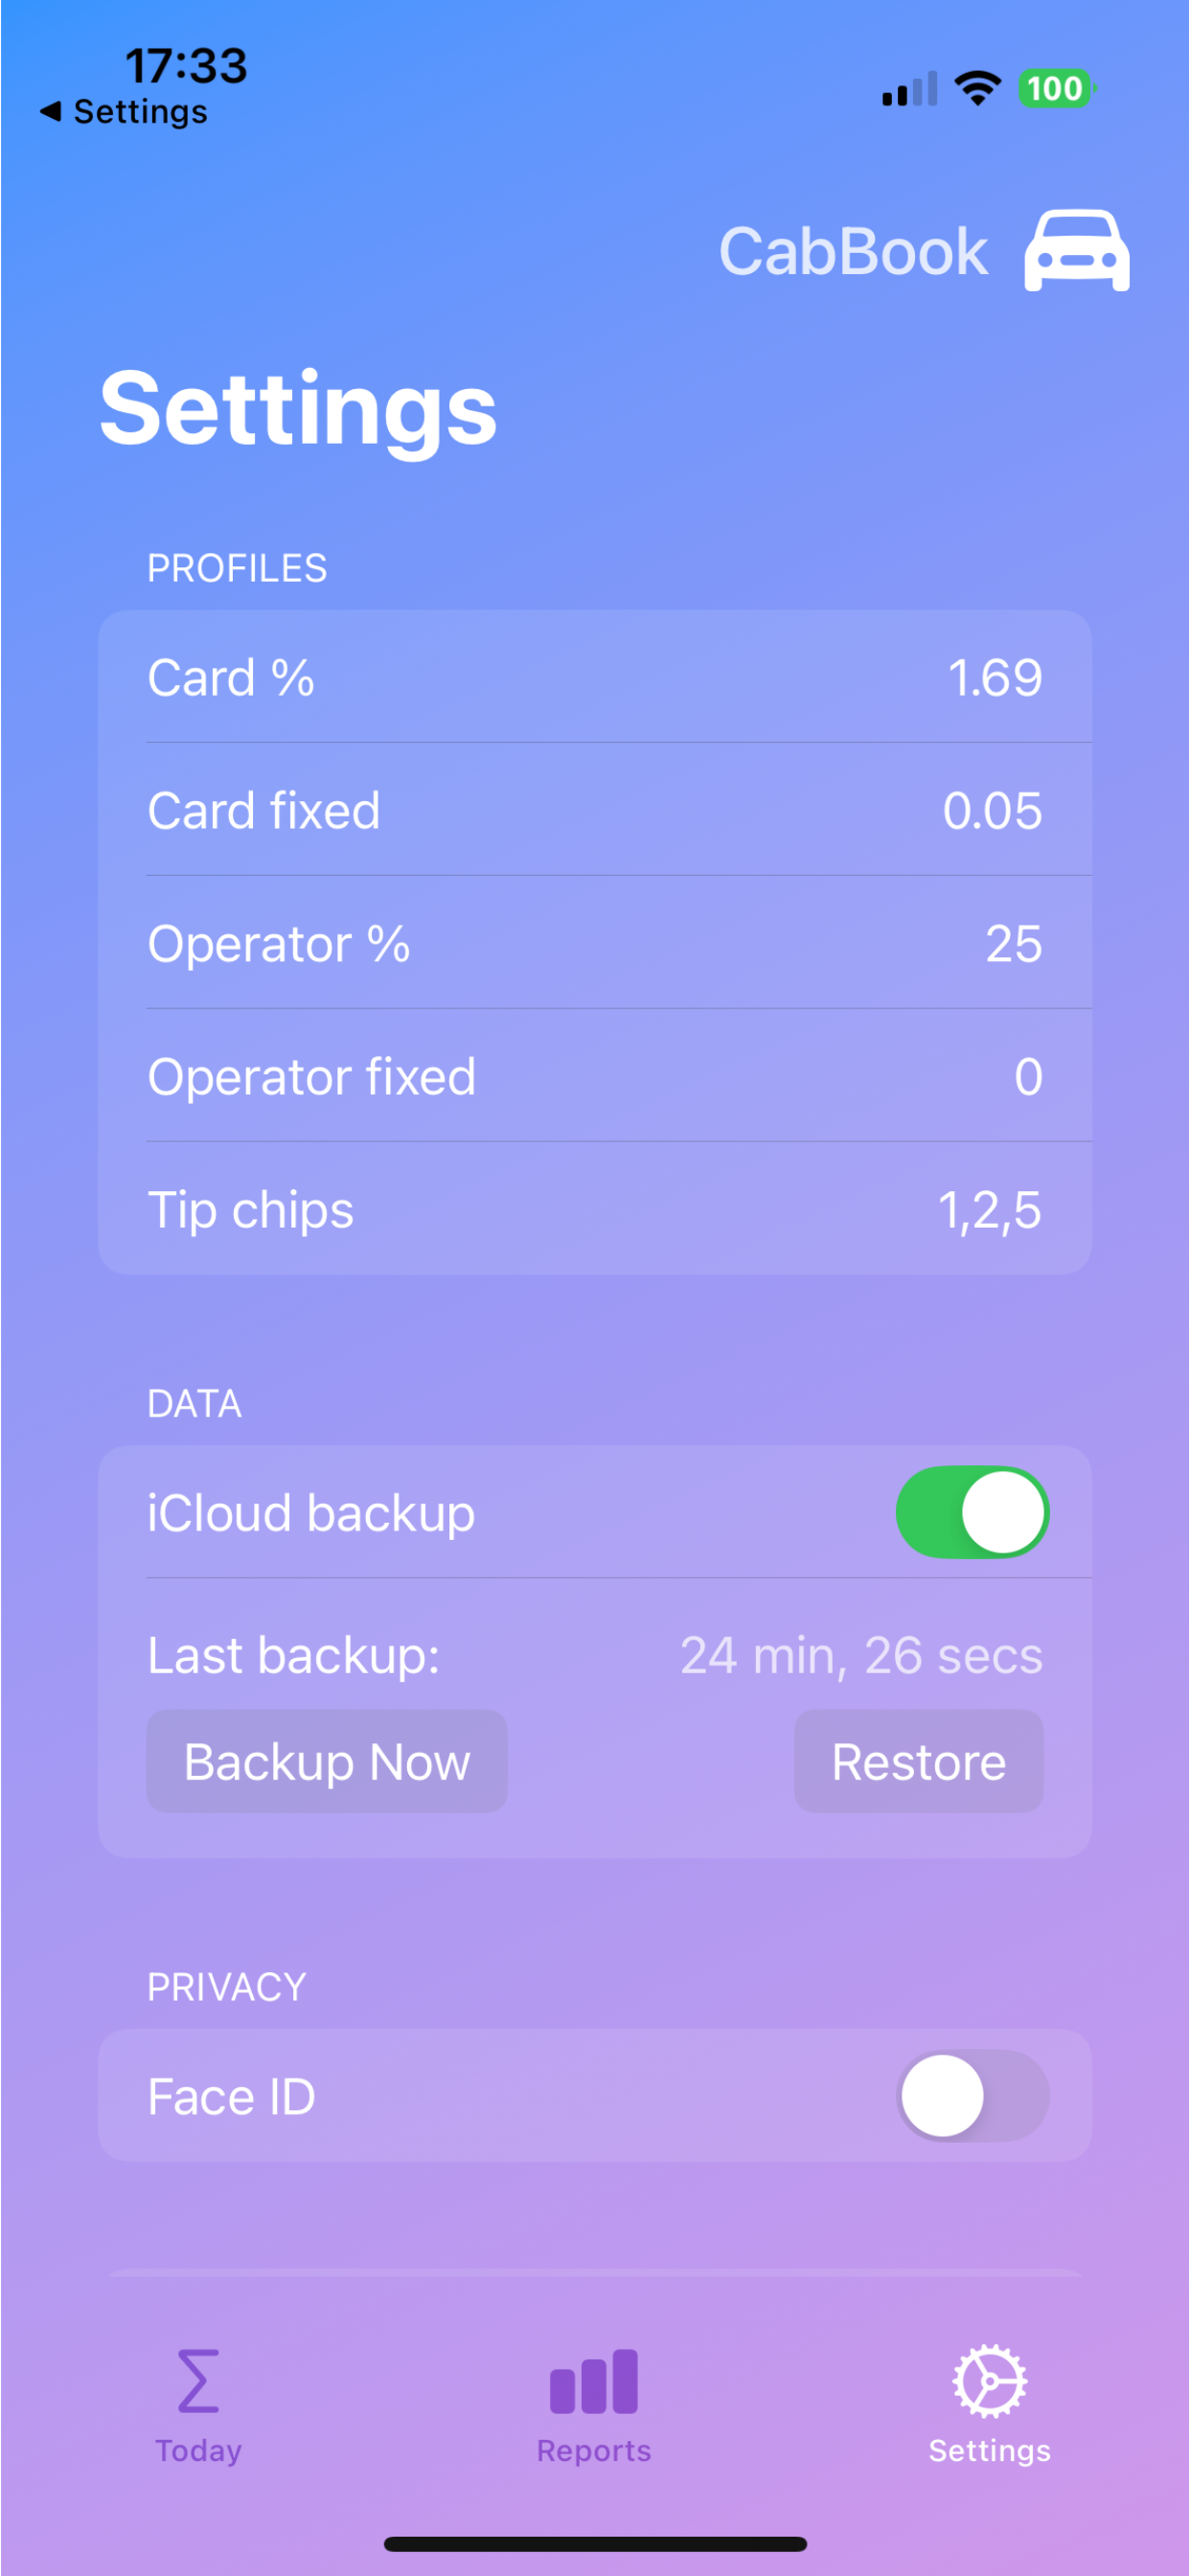 17:33
100
◀ Settings
CabBook
Settings
PROFILES
Card % 1.69
Card fixed 0.05
Operator % 25
Operator fixed 0
Tip chips 1,2,5
DATA
iCloud backup
Last backup: 24 min, 26 secs
Backup Now Restore
PRIVACY
Face ID
Today Reports Settings